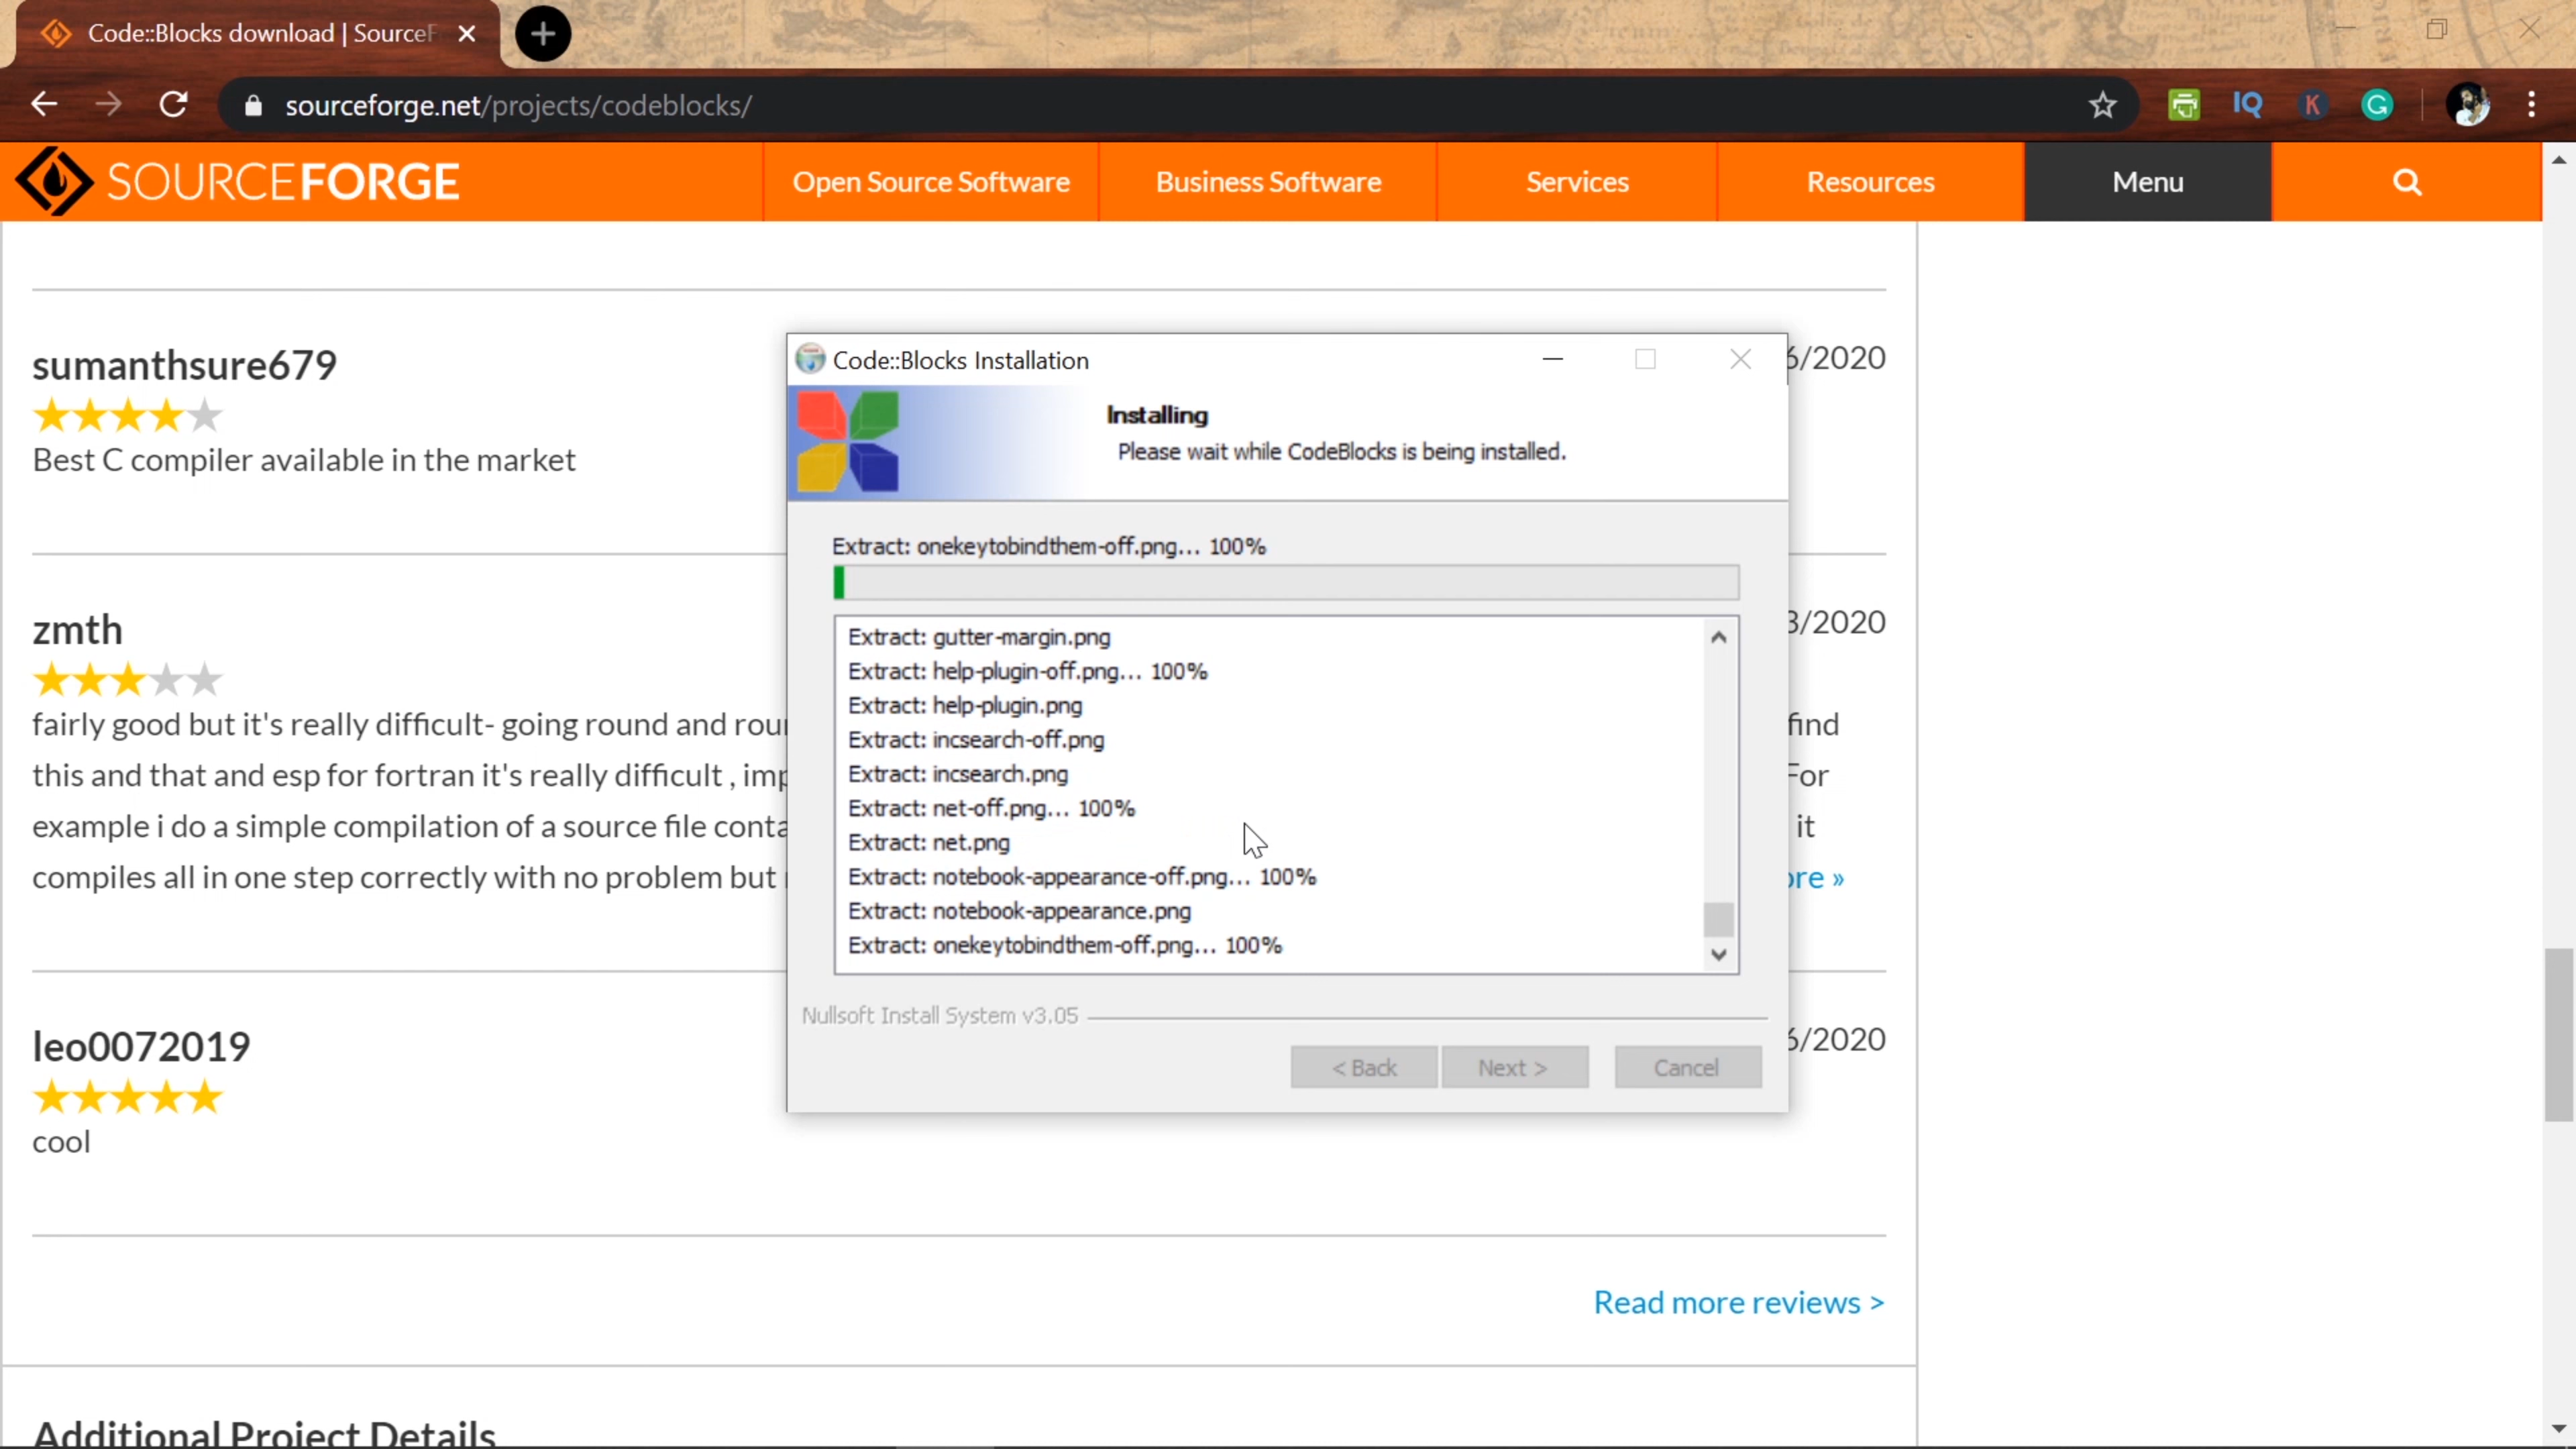 Code::Blocks download | SourceF
sourceforge.net/projects/codeblocks/
IQ
K
G
SOURCEFORGE
Open Source Software
Business Software
Services
Resources
Menu
sumanthsure679
6/2020
Best C compiler available in the market
zmth
3/2020
fairly good but it's really difficult- going round and rou find
this and that and esp for fortran it's really difficult , imp For
example i do a simple compilation of a source file conta it
compiles all in one step correctly with no problem but ore »
leo0072019
6/2020
cool
Read more reviews >
Additional Project Details
Code::Blocks Installation
Installing
Please wait while CodeBlocks is being installed.
Extract: onekeytobindthem-off.png... 100%
Extract: gutter-margin.png
Extract: help-plugin-off.png... 100%
Extract: help-plugin.png
Extract: incsearch-off.png
Extract: incsearch.png
Extract: net-off.png... 100%
Extract: net.png
Extract: notebook-appearance-off.png... 100%
Extract: notebook-appearance.png
Extract: onekeytobindthem-off.png... 100%
Nullsoft Install System v3.05
< Back
Next >
Cancel